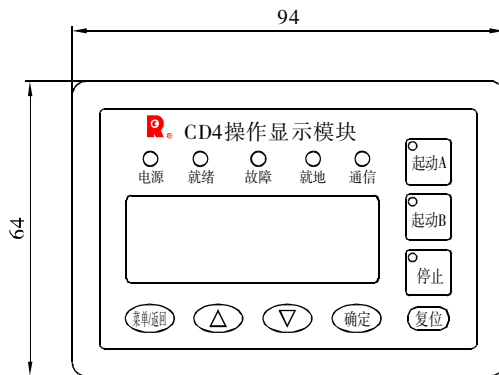 94
64
R®
CD4操作显示模块
电源 就绪 故障 就地 通信
起动A
起动B
停止
菜单/返回 确定 复位